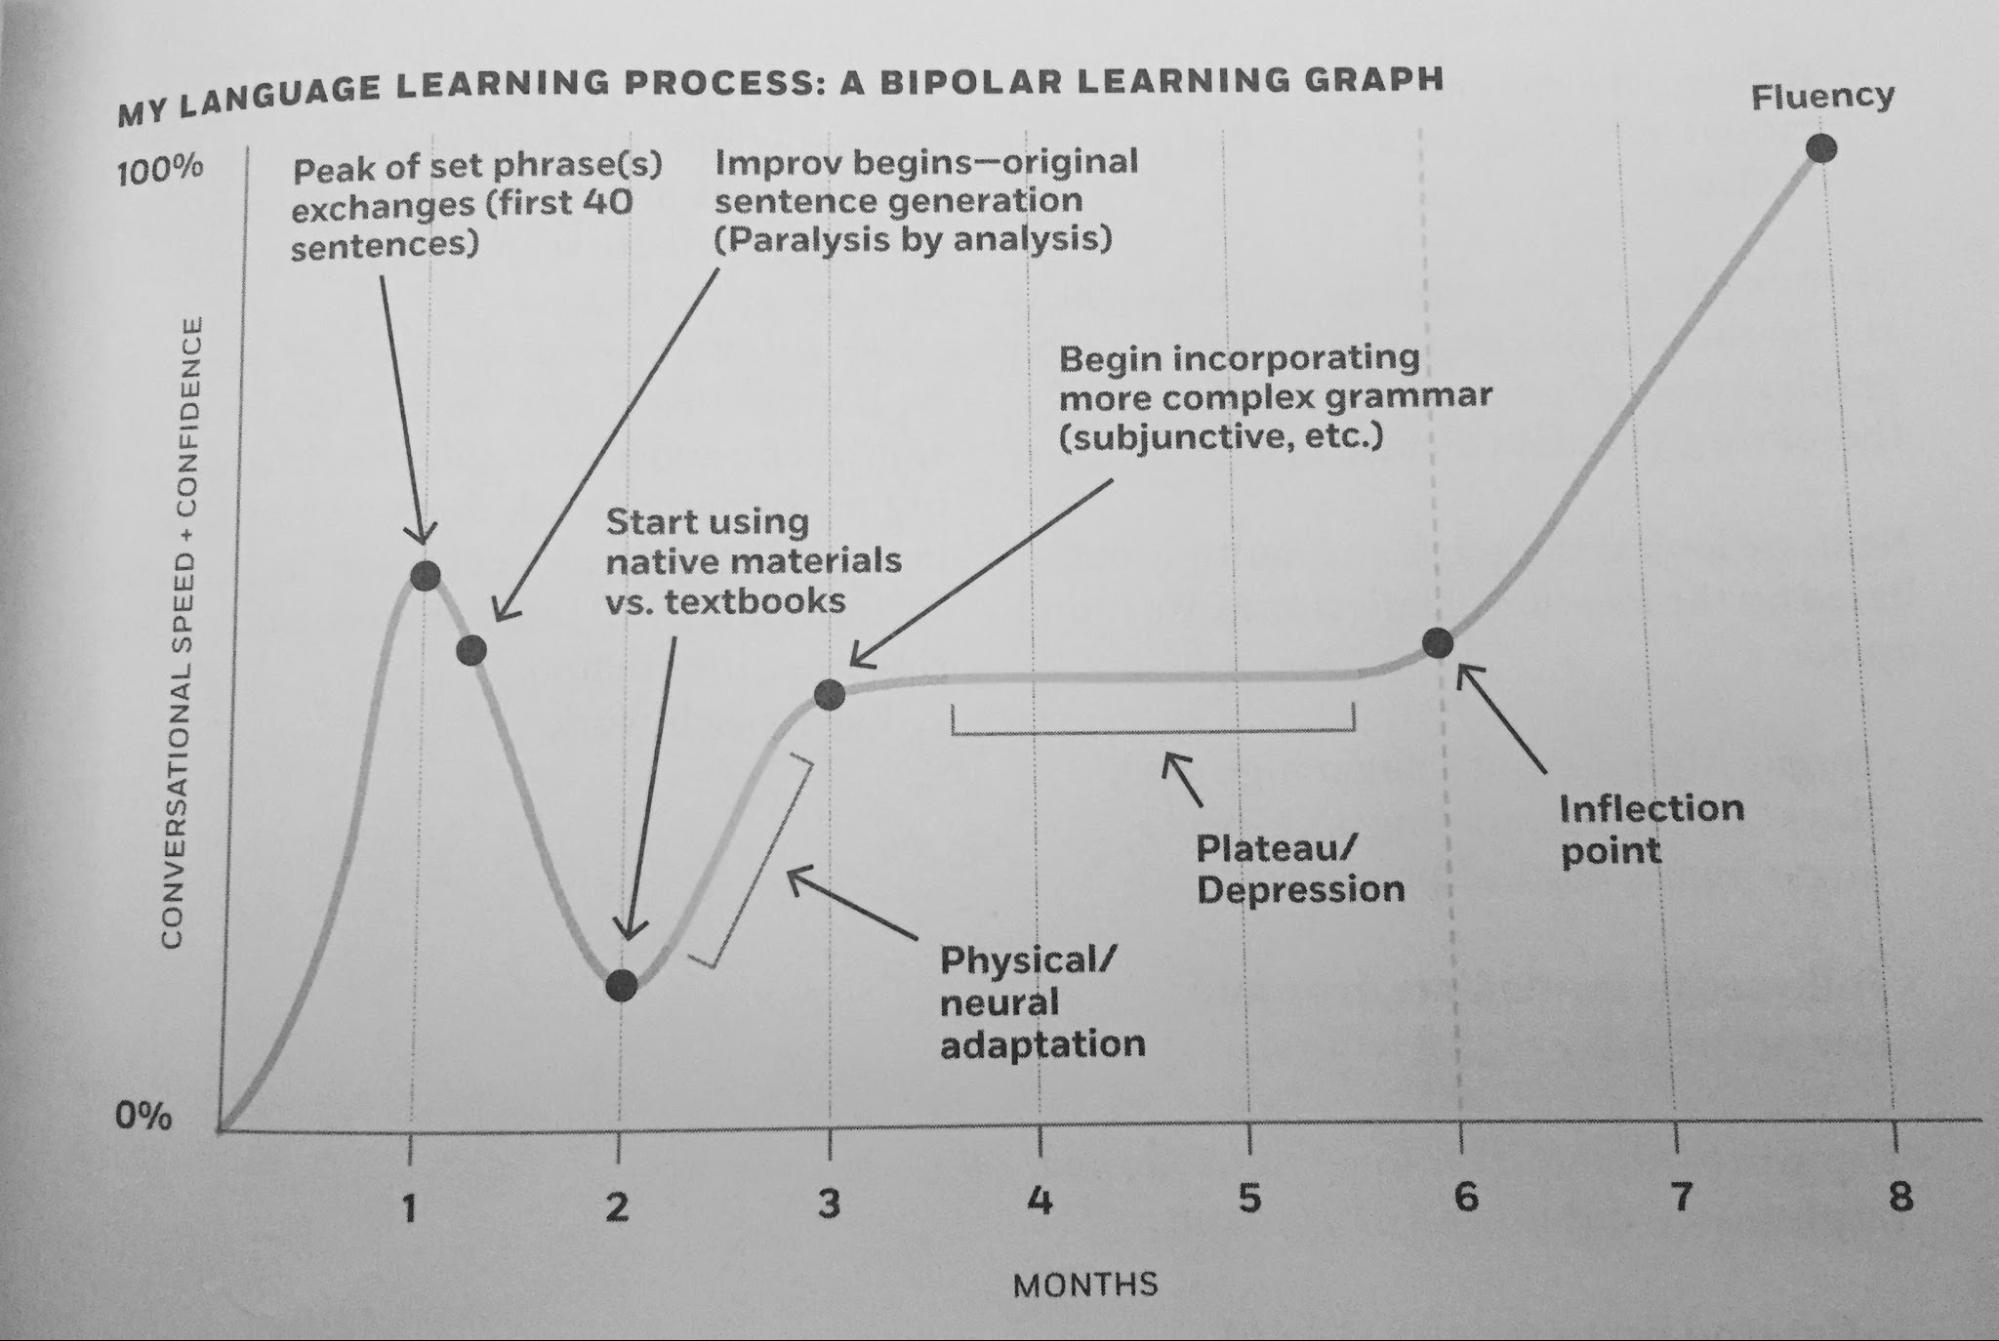 MY LANGUAGE LEARNING PROCESS: A BIPOLAR LEARNING GRAPH
Fluency
100%
Peak of set phrase(s)
exchanges (first 40
sentences)
Improv begins—original
sentence generation
(Paralysis by analysis)
Begin incorporating
more complex grammar
(subjunctive, etc.)
Start using
native materials
vs. textbooks
CONVERSATIONAL SPEED + CONFIDENCE
Inflection
point
Plateau/
Depression
Physical/
neural
adaptation
0%
1 2 3 4 5 6 7 8
MONTHS